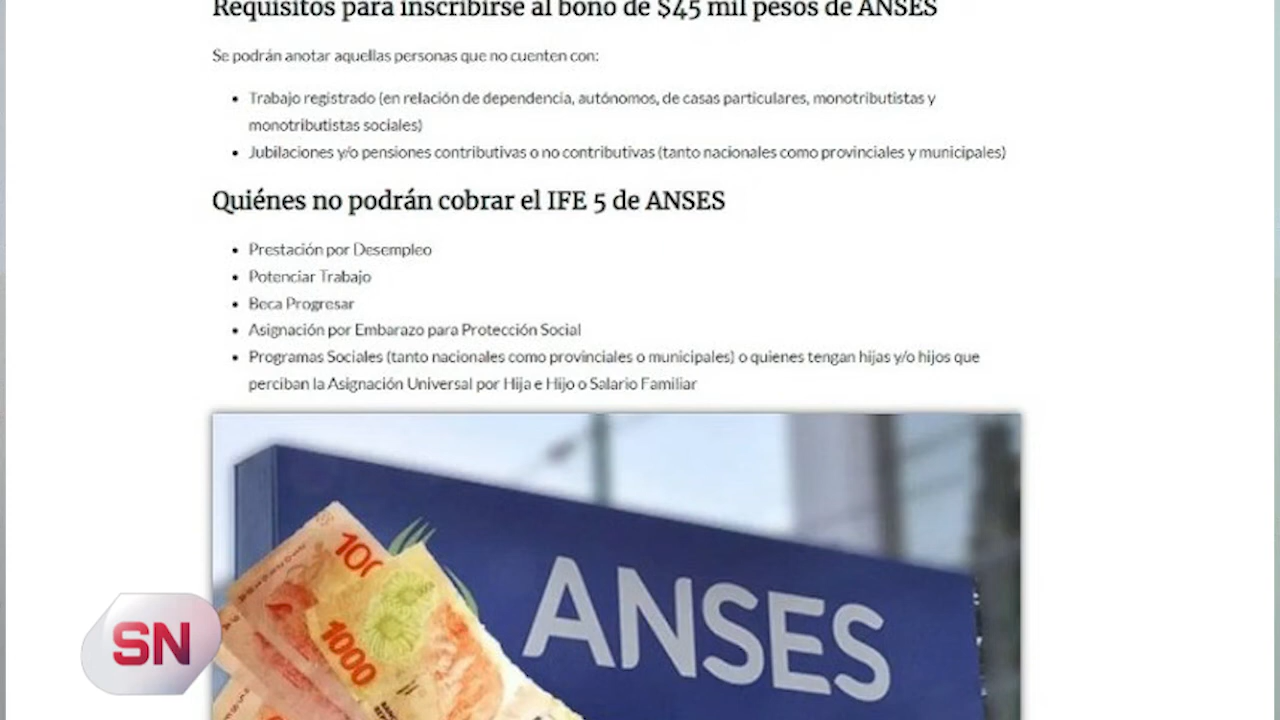 Requisitos para inscribirse al bono de $45 mil pesos de ANSES
Se podrán anotar aquellas personas que no cuenten con:
• Trabajo registrado (en relación de dependencia, autónomos, de casas particulares, monotributistas y
monotributistas sociales)
• Jubilaciones y/o pensiones contributivas o no contributivas (tanto nacionales como provinciales y municipales)
Quiénes no podrán cobrar el IFE 5 de ANSES
• Prestación por Desempleo
• Potenciar Trabajo
• Beca Progresar
• Asignación por Embarazo para Protección Social
• Programas Sociales (tanto nacionales como provinciales o municipales) o quienes tengan hijas y/o hijos que
perciban la Asignación Universal por Hija e Hijo o Salario Familiar
ANSES
1000
SN